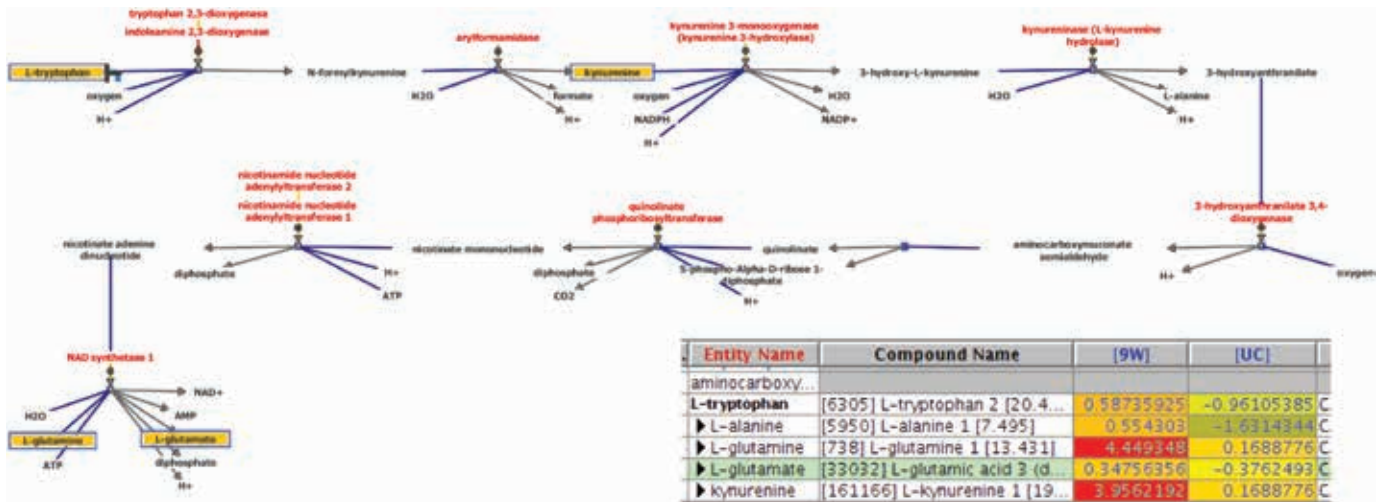 tryptophan 2,3-dioxygenase
indoleamine 2,3-dioxygenase
L-tryptophan
oxygen
H+
N-formylkynurenine
arylformamidase
H2O
formate
H+
kynurenine
kynurenine 3-monooxygenase
(kynurenine 3-hydroxylase)
oxygen
NADPH
H+
H2O
NADP+
3-hydroxy-L-kynurenine
kynureninase (L-kynurenine
hydrolase)
H2O
L-alanine
H+
3-hydroxyanthranilate
3-hydroxyanthranilate 3,4-
dioxygenase
oxygen
H+
aminocarboxymuconate
semialdehyde
quinolinate
5-phospho-Alpha-D-ribose 1-
diphosphate
H+
quinolinate
phosphoribosyltransferase
diphosphate
CO2
nicotinate mononucleotide
H+
ATP
nicotinamide nucleotide
adenylyltransferase 2
nicotinamide nucleotide
adenylyltransferase 1
diphosphate
nicotinate adenine
dinucleotide
NAD synthetase 1
H2O
L-glutamine
ATP
NAD+
AMP
L-glutamate
diphosphate
H+
Entity Name Compound Name [9W] [UC]
aminocarboxy...
L-tryptophan [6305] L-tryptophan 2 [20.4... 0.58735925 -0.96105385 C
L-alanine [5950] L-alanine 1 [7.495] 0.554303 -1.6314344 C
L-glutamine [738] L-glutamine 1 [13.431] 4.449348 0.1688776 C
L-glutamate [33032] L-glutamic acid 3 (d... 0.34756356 -0.3762493 C
kynurenine [161166] L-kynurenine 1 [19... 3.9562192 0.1688776 C